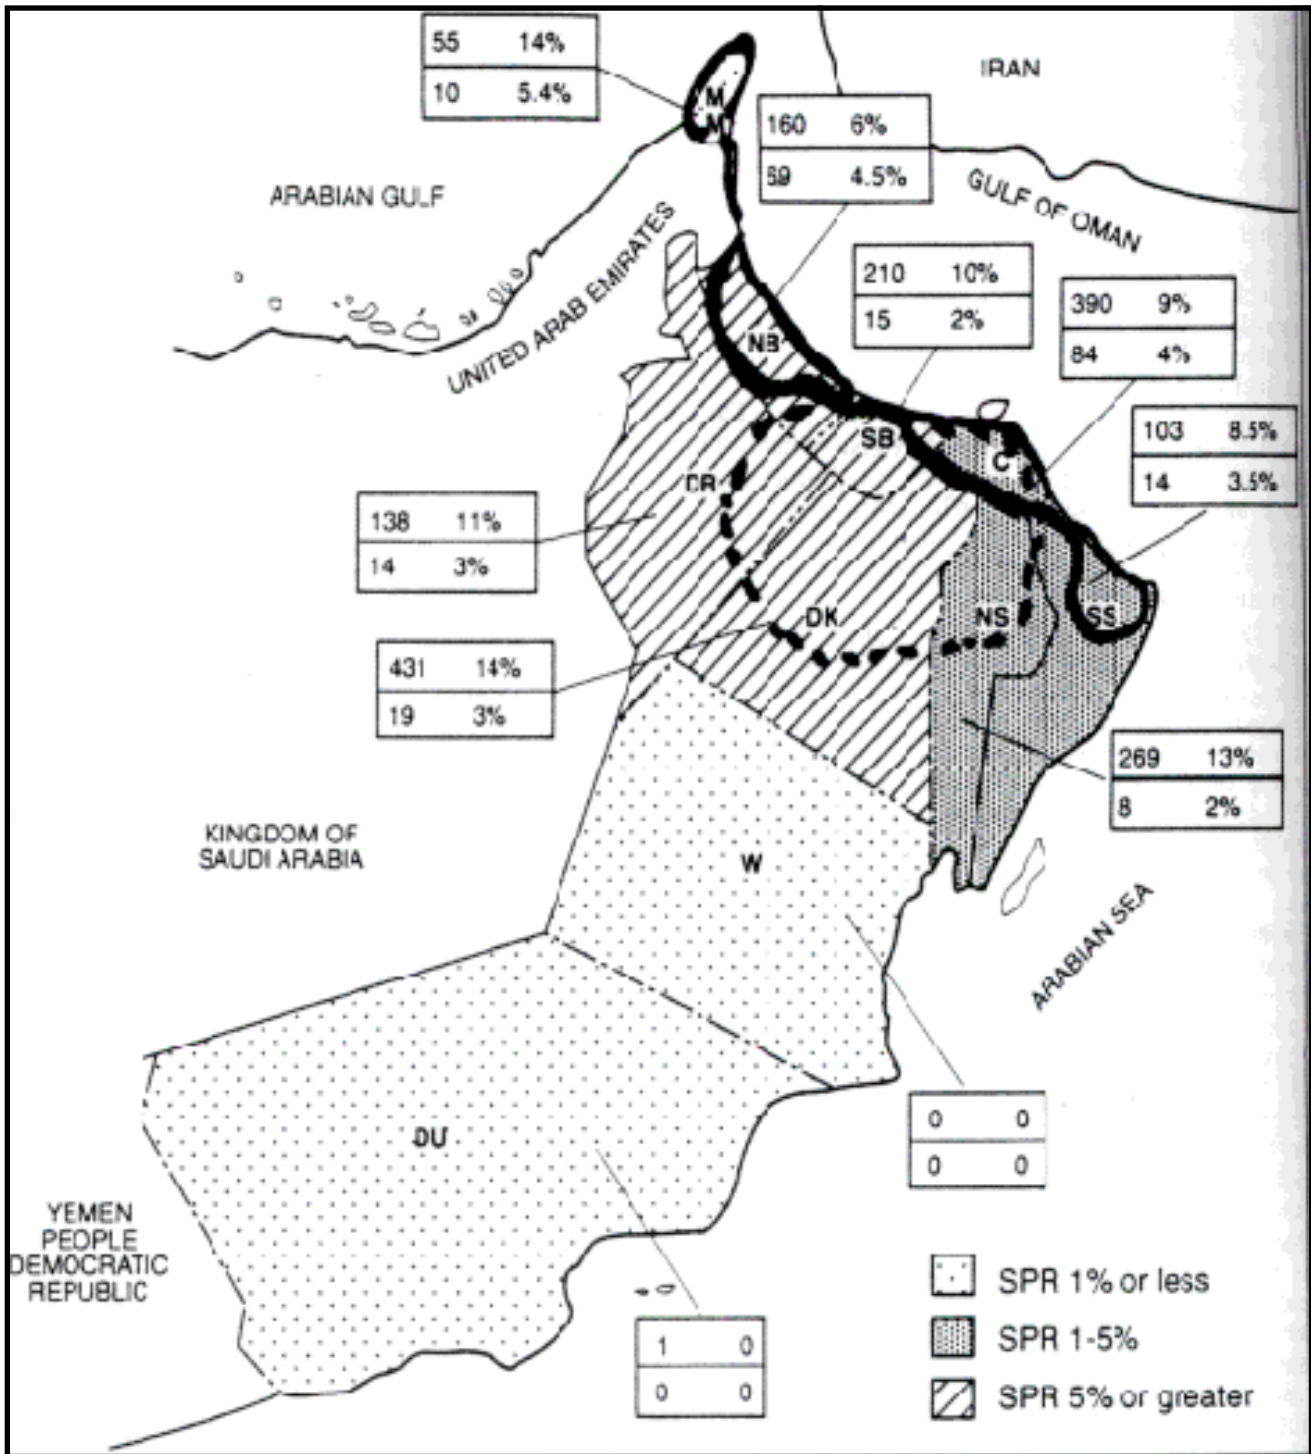 55 14%
10 5.4%
IRAN
M
M
160 6%
69 4.5%
ARABIAN GULF
GULF OF OMAN
UNITED ARAB EMIRATES
210 10%
15 2%
390 9%
84 4%
NB
103 8.5%
14 3.5%
SB
C
DR
138 11%
14 3%
DK
NS
SS
431 14%
19 3%
269 13%
8 2%
KINGDOM OF
SAUDI ARABIA
W
ARABIAN SEA
0 0
0 0
DU
YEMEN
PEOPLE
DEMOCRATIC
REPUBLIC
SPR 1% or less
SPR 1-5%
SPR 5% or greater
1 0
0 0